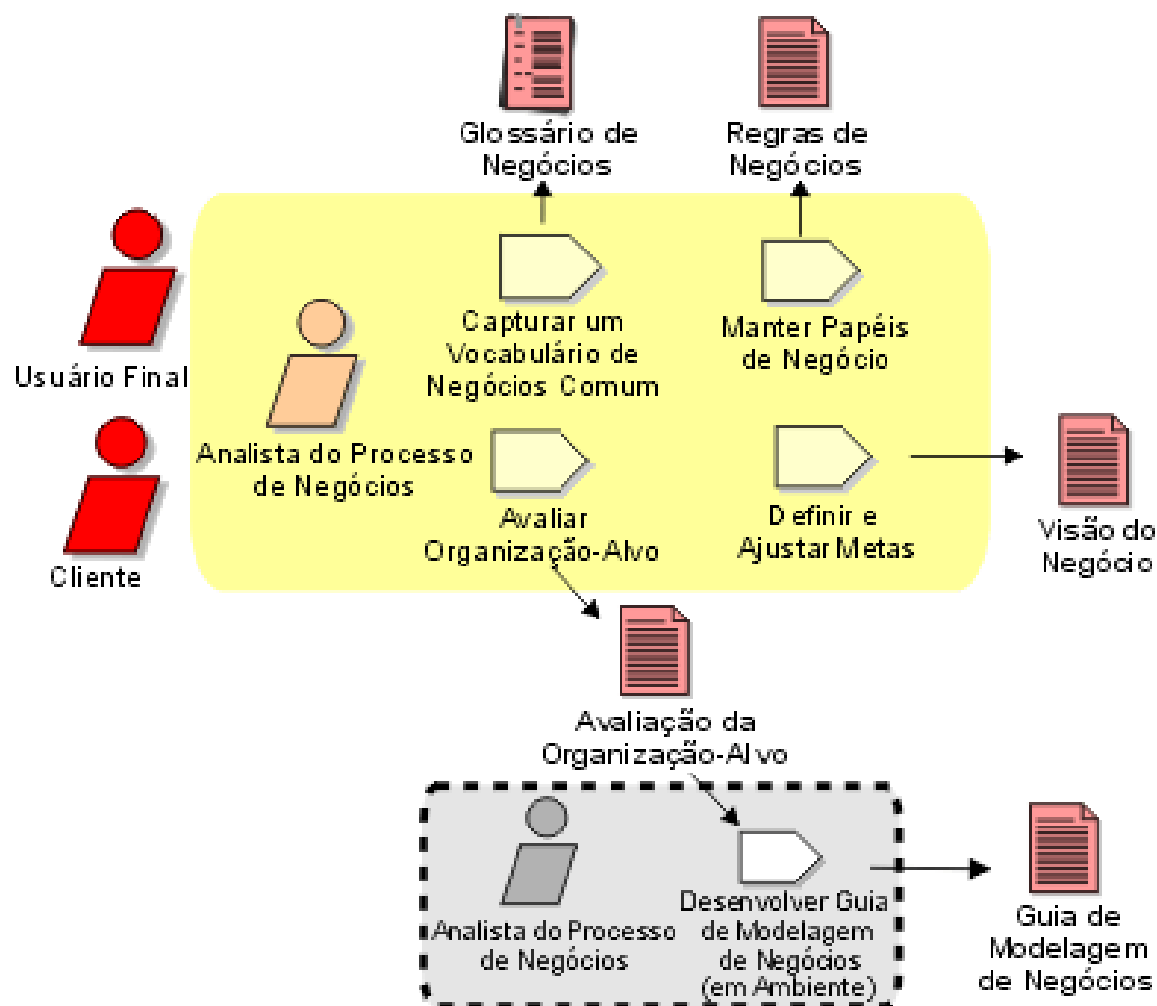 Glossário de
Negócios
Regras de
Negócios
Usuário Final
Capturar um
Vocabulário de
Negócios Comum
Manter Papéis
de Negócio
Analista do Processo
de Negócios
Cliente
Avaliar
Organização-Alvo
Definir e
Ajustar Metas
Visão do
Negócio
Avaliação da
Organização-Alvo
Analista do Processo
de Negócios
Desenvolver Guia
de Modelagem
de Negócios
(em Ambiente)
Guia de
Modelagem
de Negócios